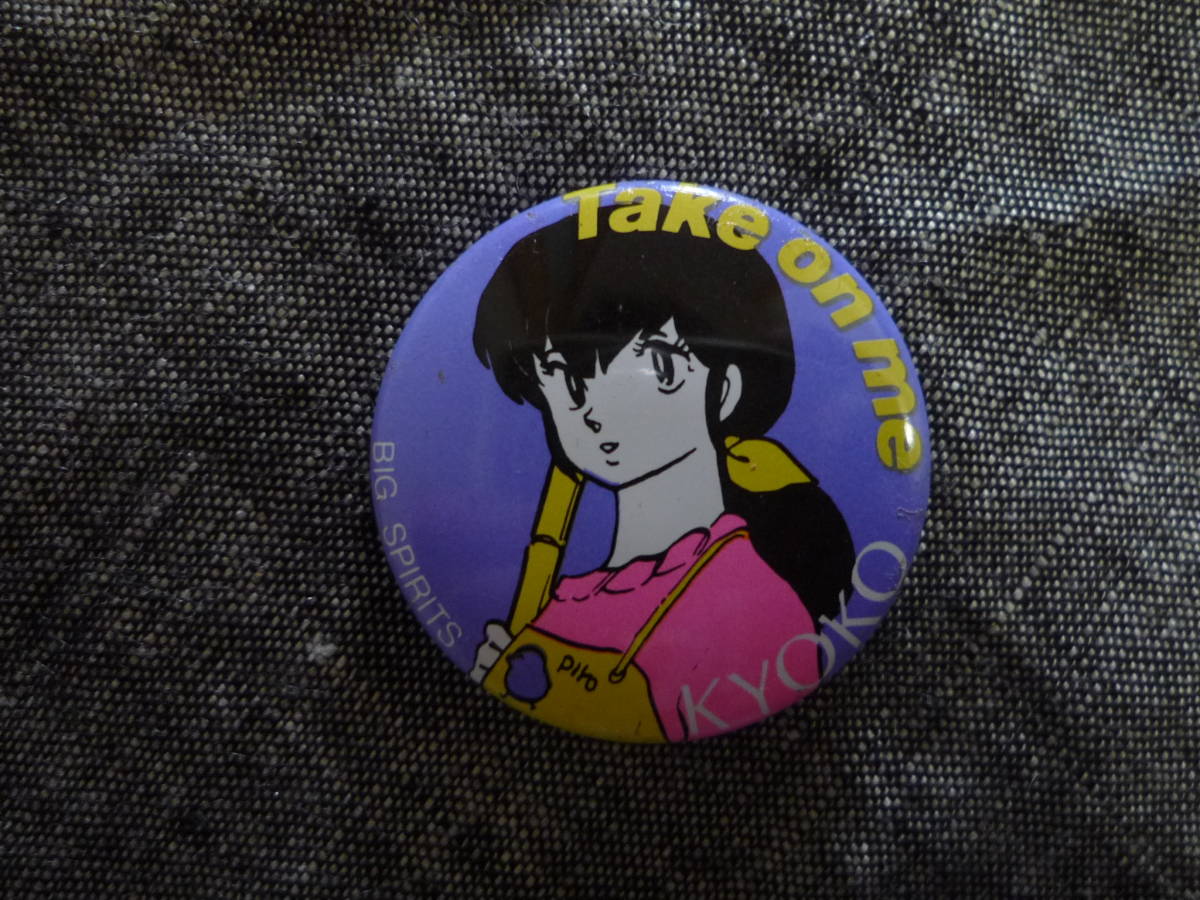 Take on me
BIG SPIRITS
piyo
KYOKO